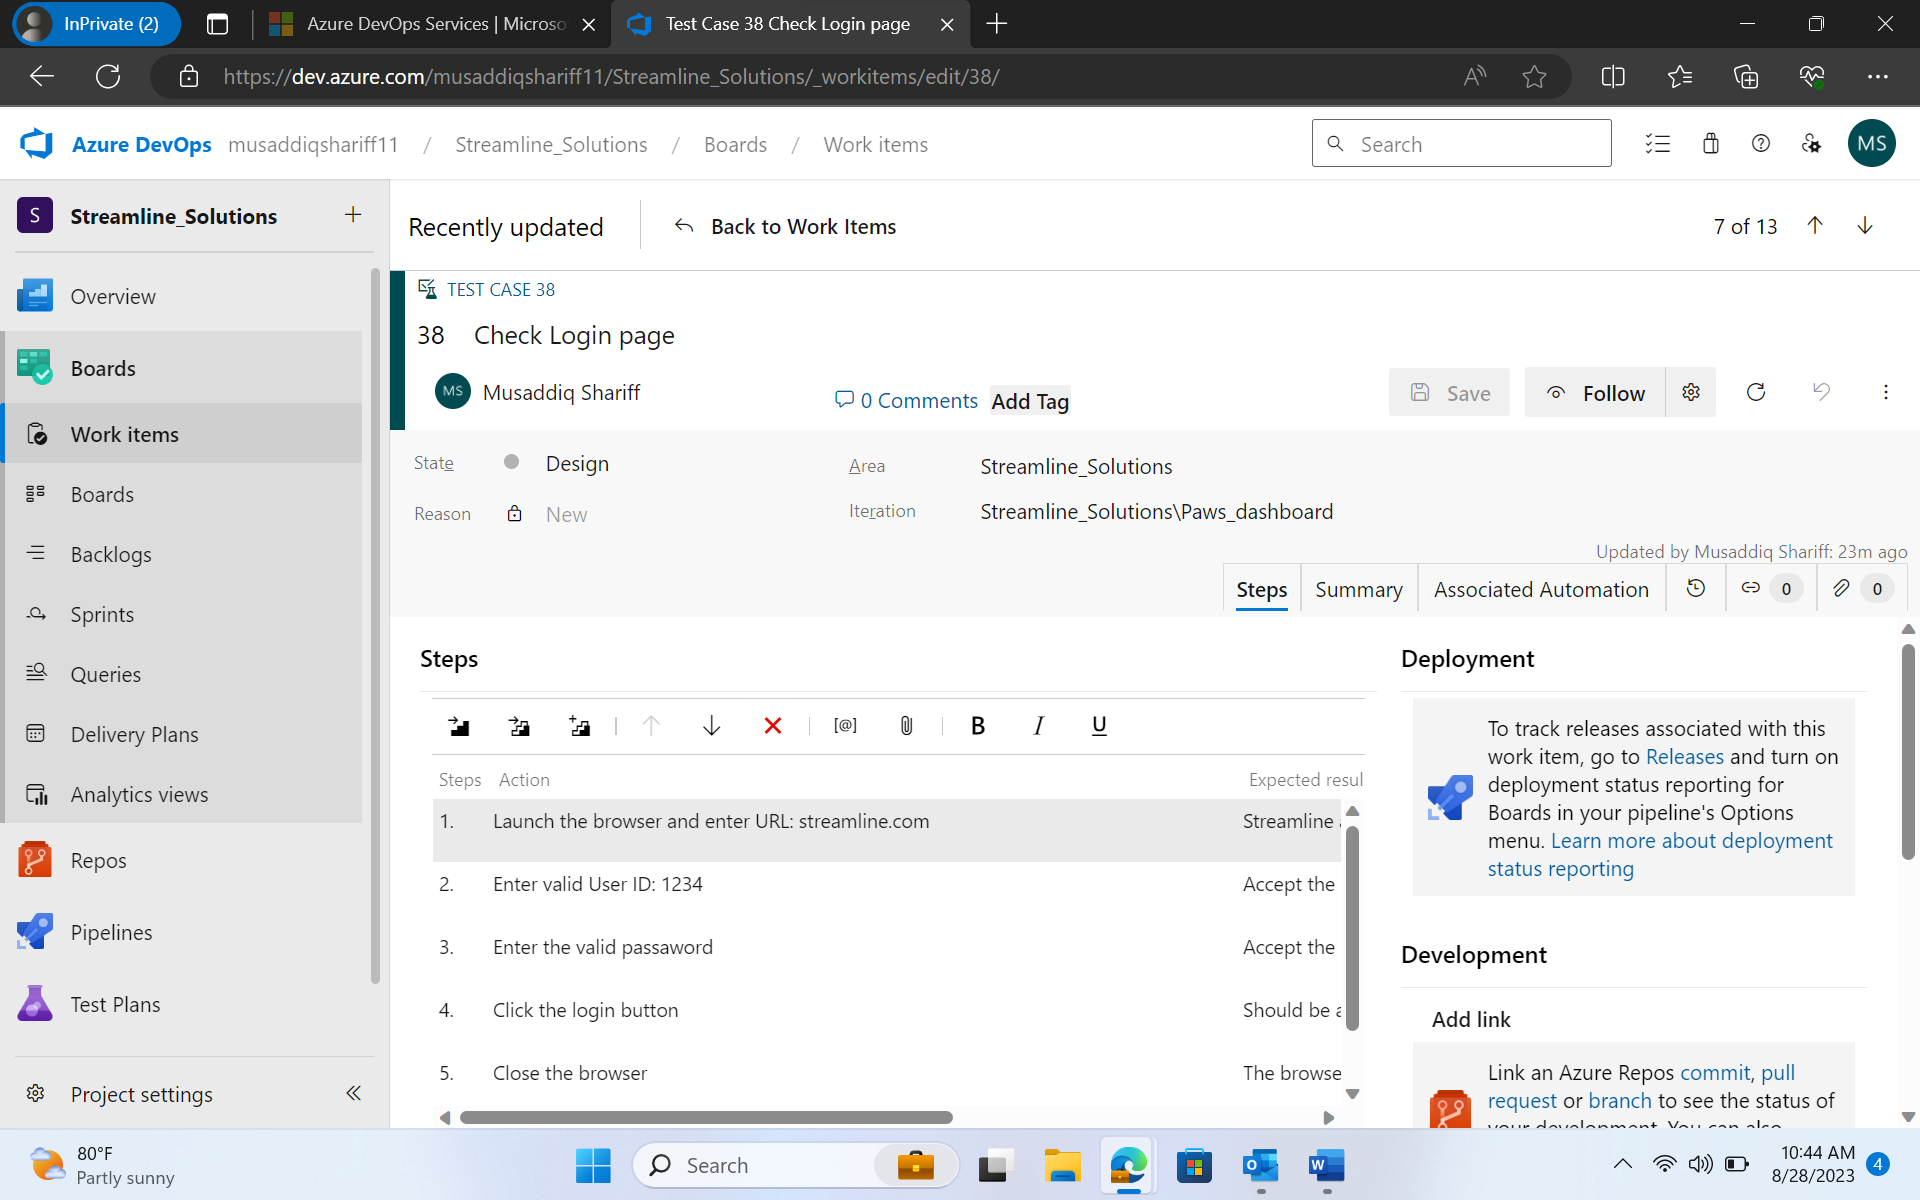 InPrivate (2)
Azure DevOps Services | Microso
Test Case 38 Check Login page
https://dev.azure.com/musaddiqshariff11/Streamline_Solutions/_workitems/edit/38/
Azure DevOps musaddiqshariff11 / Streamline_Solutions / Boards / Work items
Search
MS
S Streamline_Solutions
Overview
Boards
Work items
Boards
Backlogs
Sprints
Queries
Delivery Plans
Analytics views
Repos
Pipelines
Test Plans
Project settings
Recently updated
Back to Work Items
7 of 13
TEST CASE 38
38 Check Login page
MS Musaddiq Shariff
0 Comments
Add Tag
Save
Follow
State Design
Area Streamline_Solutions
Reason New
Iteration Streamline_Solutions\Paws_dashboard
Updated by Musaddiq Shariff: 23m ago
Steps Summary Associated Automation 0 0
Steps
[@] B I U
Steps Action Expected resul
1. Launch the browser and enter URL: streamline.com Streamline
2. Enter valid User ID: 1234 Accept the
3. Enter the valid passaword Accept the
4. Click the login button Should be a
5. Close the browser The browse
Deployment
To track releases associated with this
work item, go to Releases and turn on
deployment status reporting for
Boards in your pipeline's Options
menu. Learn more about deployment
status reporting
Development
Add link
Link an Azure Repos commit, pull
request or branch to see the status of
your development. You can also
80°F
Partly sunny
Search
10:44 AM
8/28/2023
4